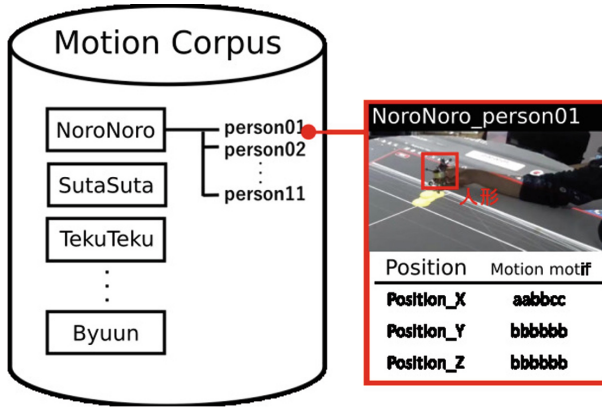 Motion Corpus
NoroNoro
person01
person02
person11
SutaSuta
TekuTeku
Byuun
NoroNoro_person01
人形
Position Motion motif
Position_X aabbcc
Position_Y bbbbbb
Position_Z bbbbbb